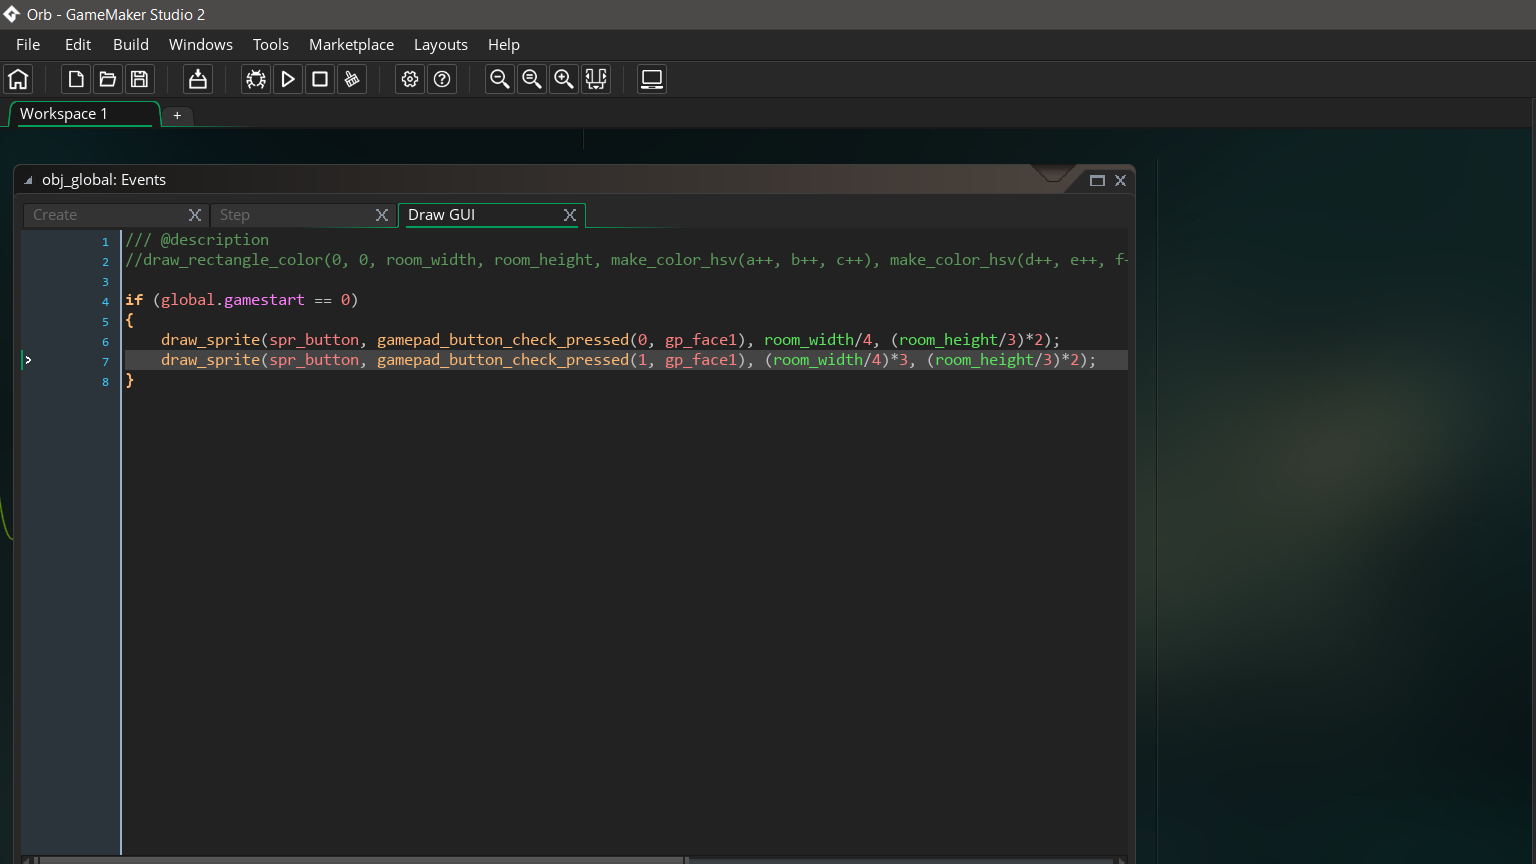 Orb - GameMaker Studio 2
File Edit Build Windows Tools Marketplace Layouts Help
Workspace 1 +
obj_global: Events
Create Step Draw GUI
1 /// @description
2 //draw_rectangle_color(0, 0, room_width, room_height, make_color_hsv(a++, b++, c++), make_color_hsv(d++, e++, f-
3
4 if (global.gamestart == 0)
5 {
6 draw_sprite(spr_button, gamepad_button_check_pressed(0, gp_face1), room_width/4, (room_height/3)*2);
7 draw_sprite(spr_button, gamepad_button_check_pressed(1, gp_face1), (room_width/4)*3, (room_height/3)*2);
8 }